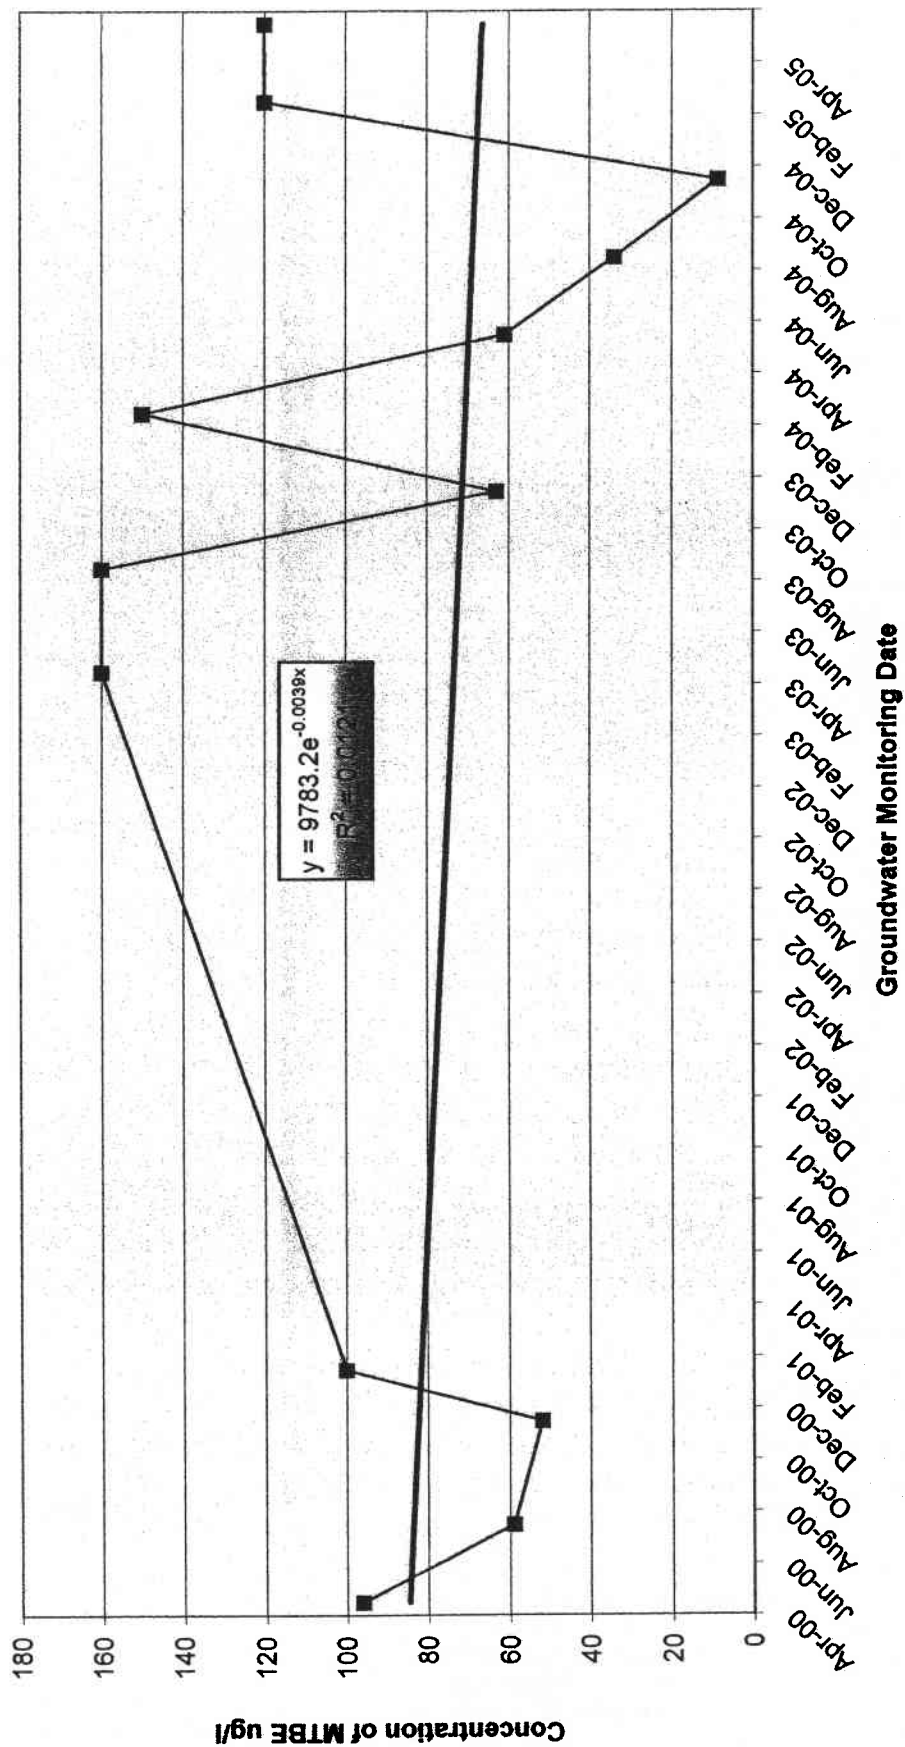 Concentration of MTBE ug/l
180
160
140
120
100
80
60
40
20
0
y = 9783.2e^-0.0039x
R² = 0.0121
Apr-00
Jun-00
Aug-00
Oct-00
Dec-00
Feb-01
Apr-01
Jun-01
Aug-01
Oct-01
Dec-01
Feb-02
Apr-02
Jun-02
Aug-02
Oct-02
Dec-02
Feb-03
Apr-03
Jun-03
Aug-03
Oct-03
Dec-03
Feb-04
Apr-04
Jun-04
Aug-04
Oct-04
Dec-04
Feb-05
Apr-05
Groundwater Monitoring Date